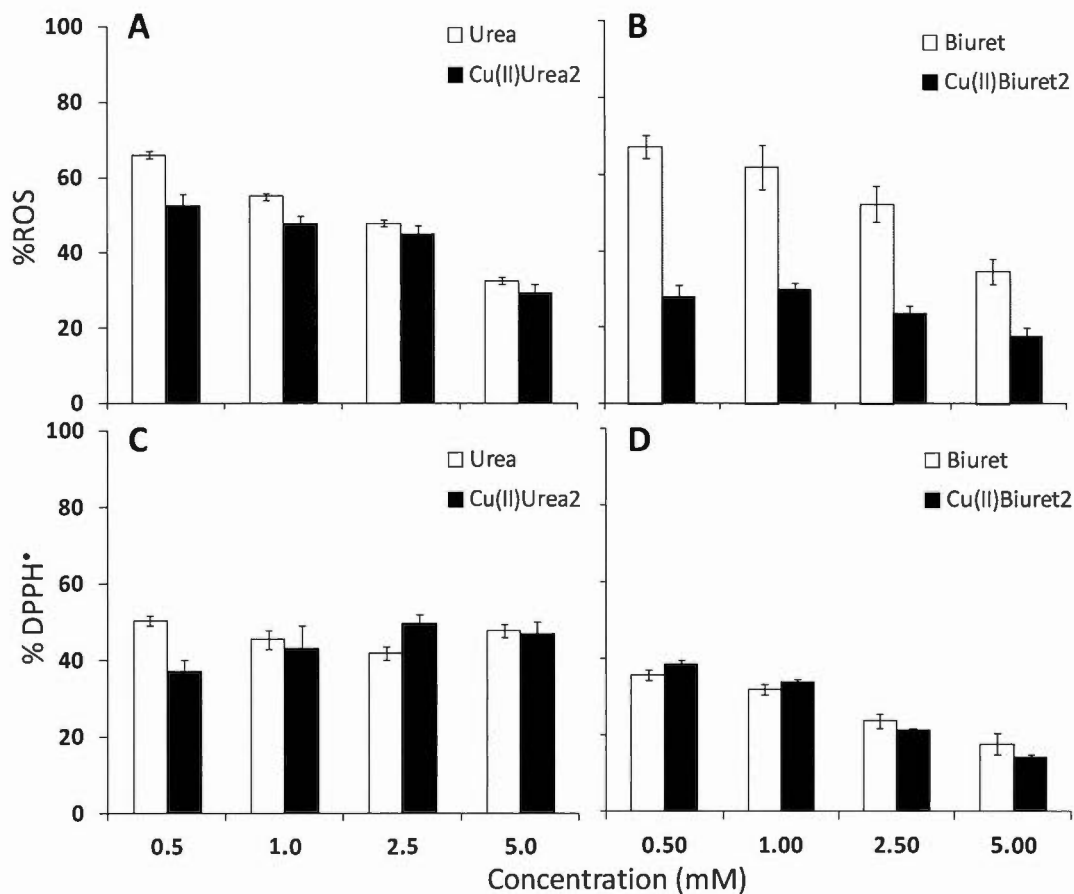 A
Urea
Cu(II)Urea2
B
Biuret
Cu(II)Biuret2
100
80
60
40
20
0
%ROS
C
Urea
Cu(II)Urea2
D
Biuret
Cu(II)Biuret2
100
80
60
40
20
0
% DPPH•
0.5 1.0 2.5 5.0 0.50 1.00 2.50 5.00
Concentration (mM)